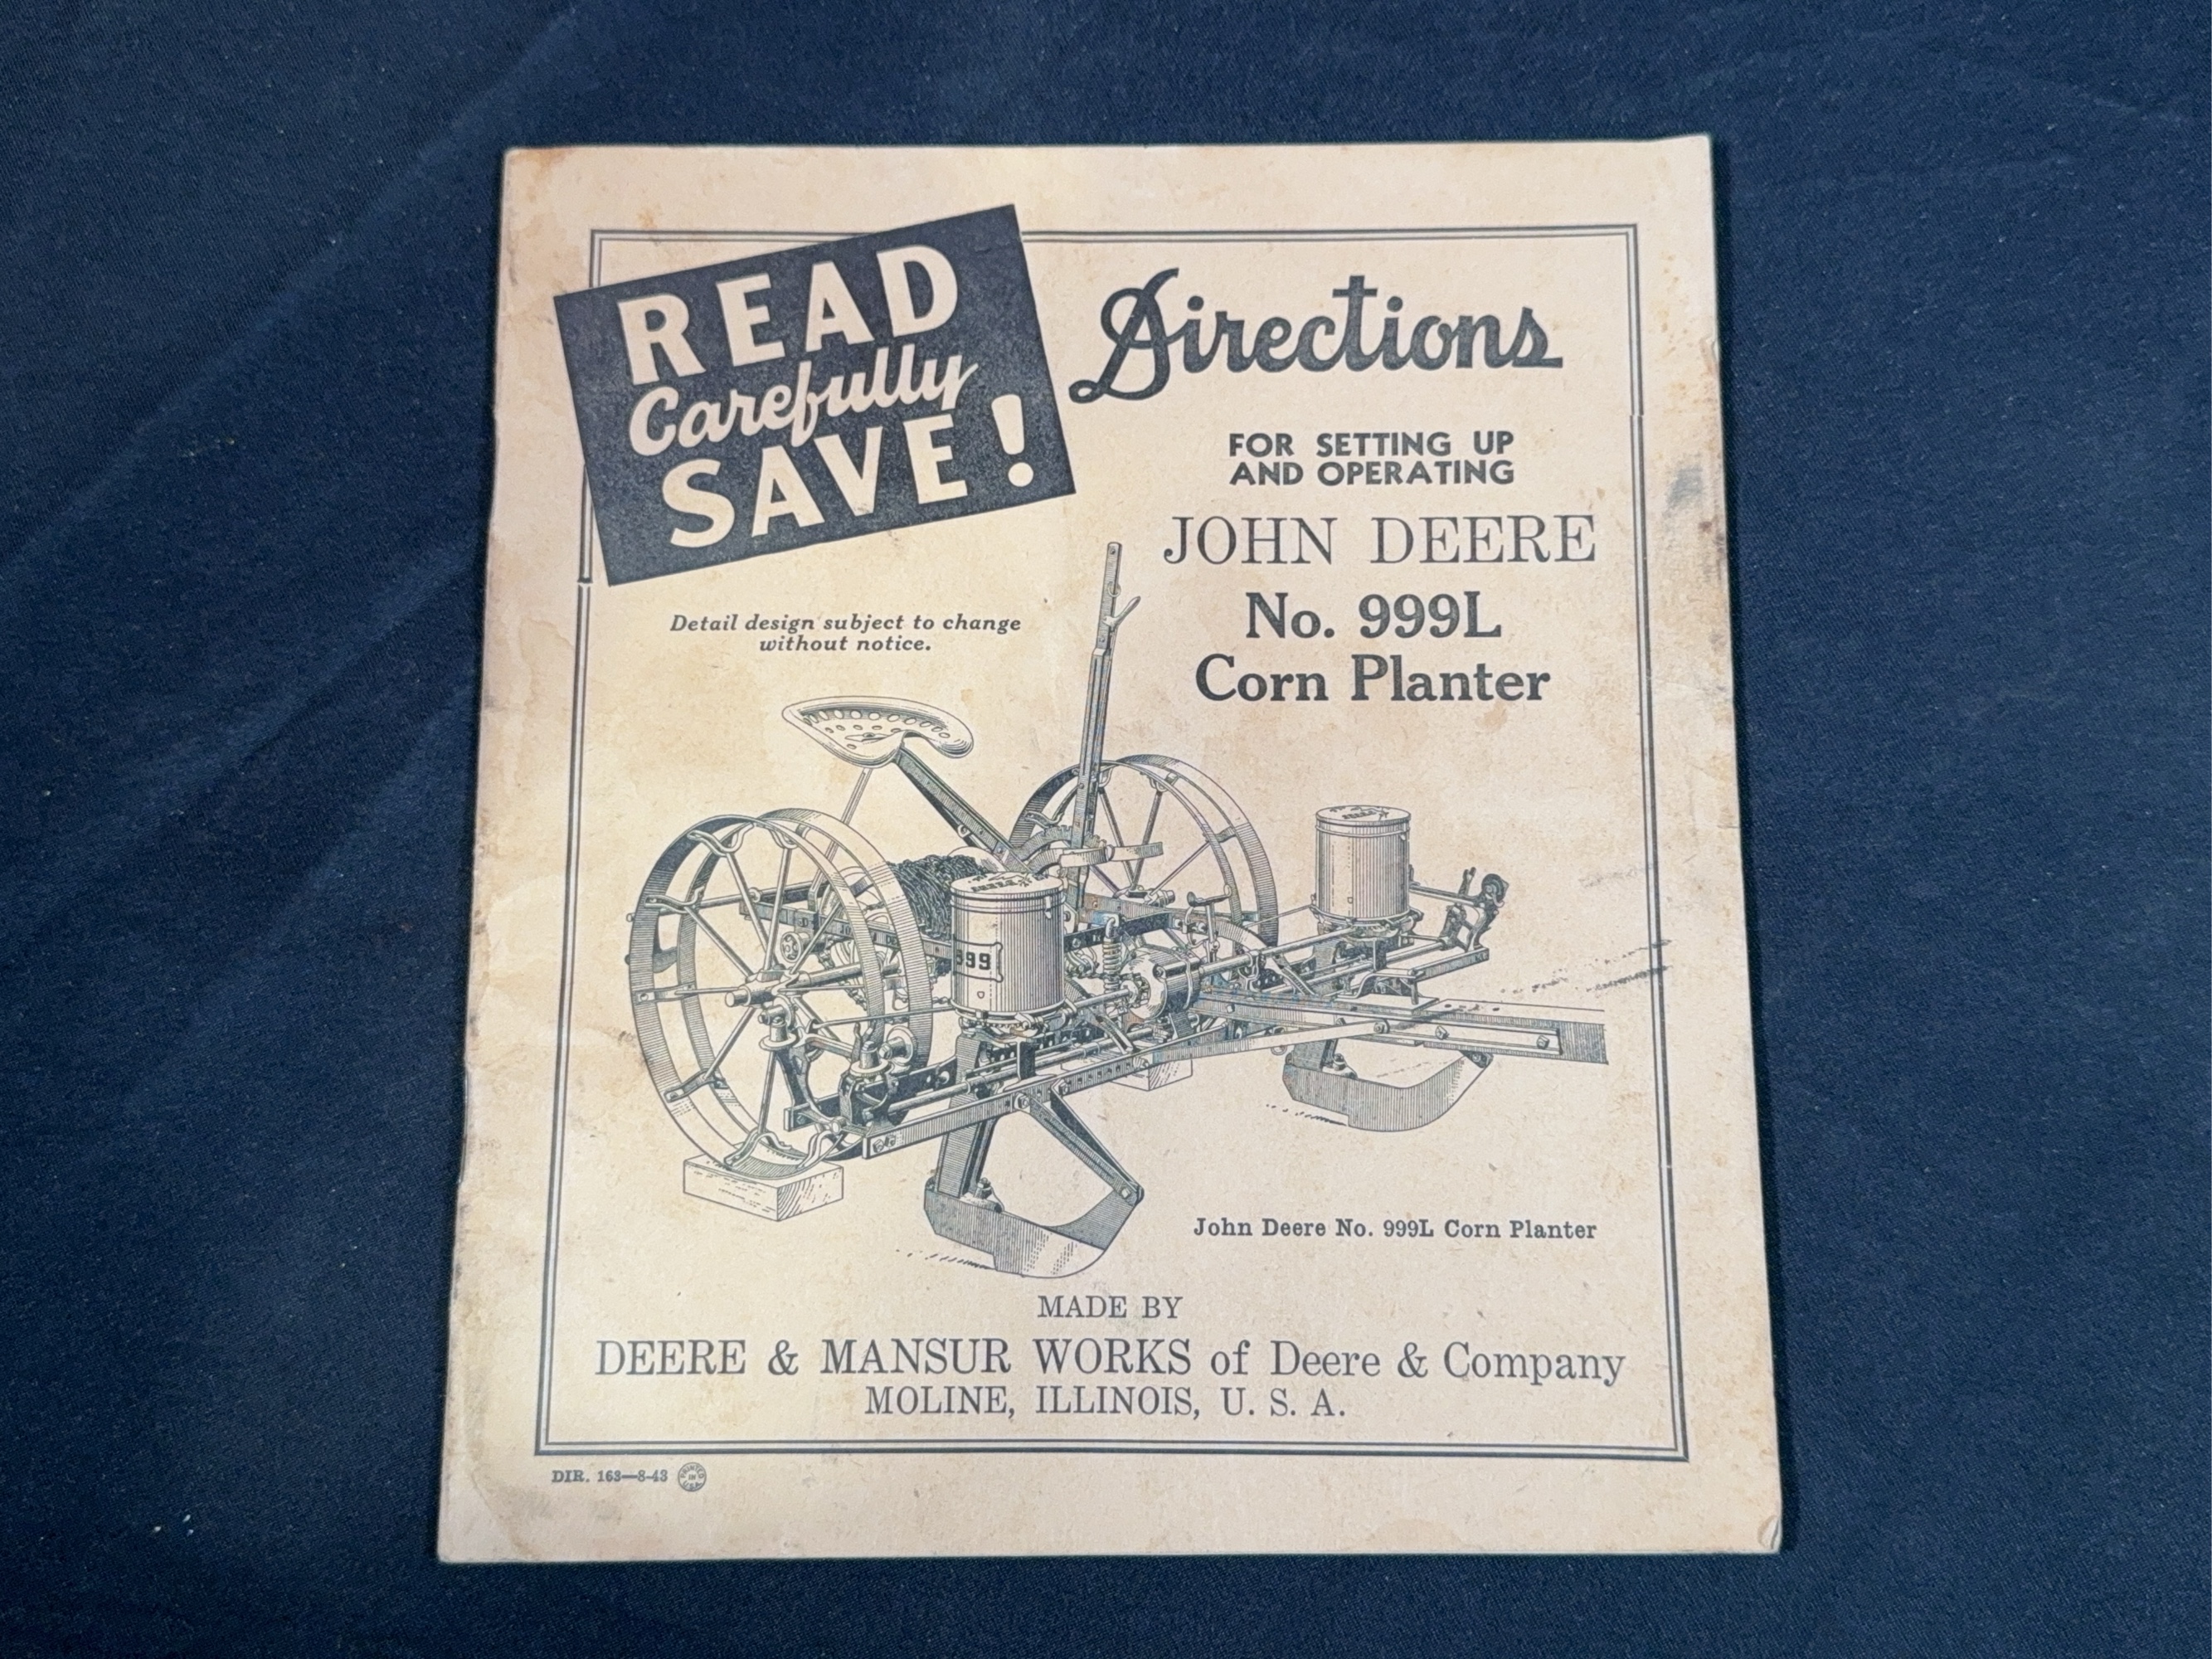 READ
Carefully
SAVE!
Directions
FOR SETTING UP
AND OPERATING
JOHN DEERE
No. 999L
Corn Planter
Detail design subject to change
without notice.
999
John Deere No. 999L Corn Planter
MADE BY
DEERE & MANSUR WORKS of Deere & Company
MOLINE, ILLINOIS, U. S. A.
DIR. 163—8-43
PRINTED
IN
U.S.A.